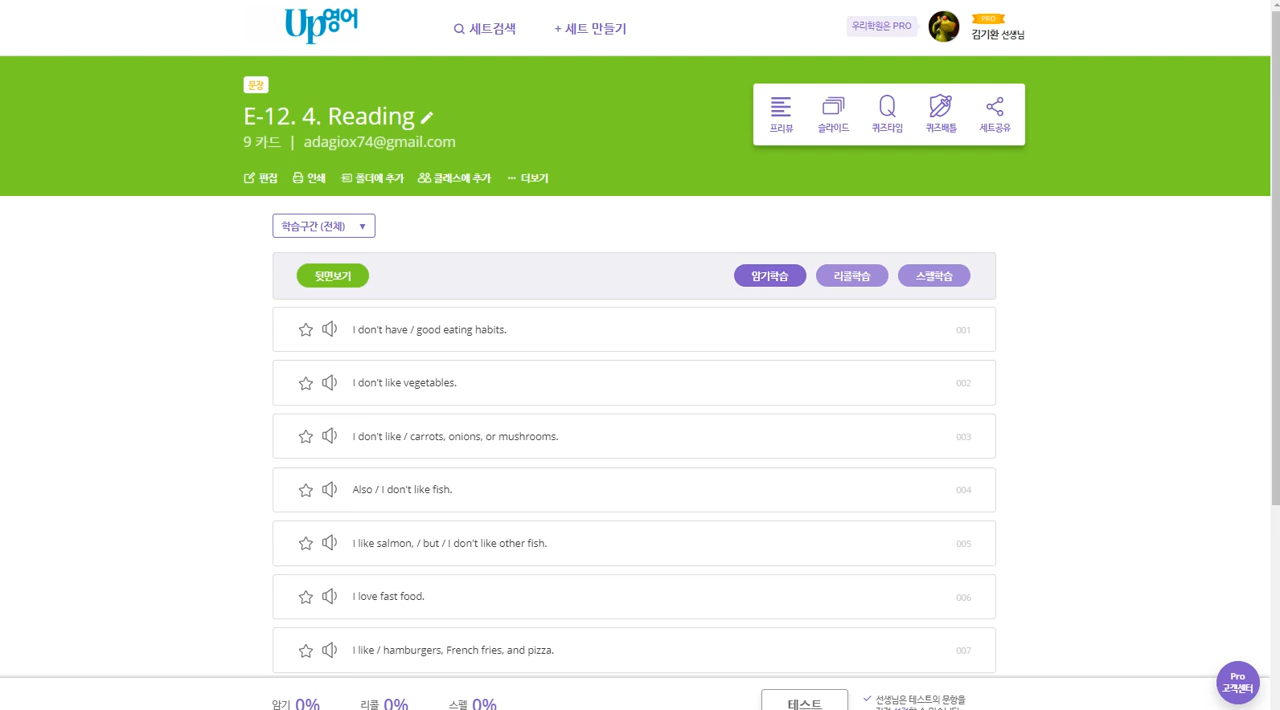 Up영어
세트검색
+ 세트 만들기
우리학원은 PRO
PRO
김기환 선생님
문장
E-12. 4. Reading
9 카드 | adagiox74@gmail.com
편집 인쇄 폴더에 추가 클래스에 추가 ··· 더보기
프리뷰 슬라이드 퀴즈타임 퀴즈배틀 세트공유
학습구간 (전체) ▼
뒷면보기 암기학습 리콜학습 스펠학습
I don't have / good eating habits. 001
I don't like vegetables. 002
I don't like / carrots, onions, or mushrooms. 003
Also / I don't like fish. 004
I like salmon, / but / I don't like other fish. 005
I love fast food. 006
I like / hamburgers, French fries, and pizza. 007
Pro
고객센터
암기 0% 리콜 0% 스펠 0%
테스트
선생님은 테스트의 문항을